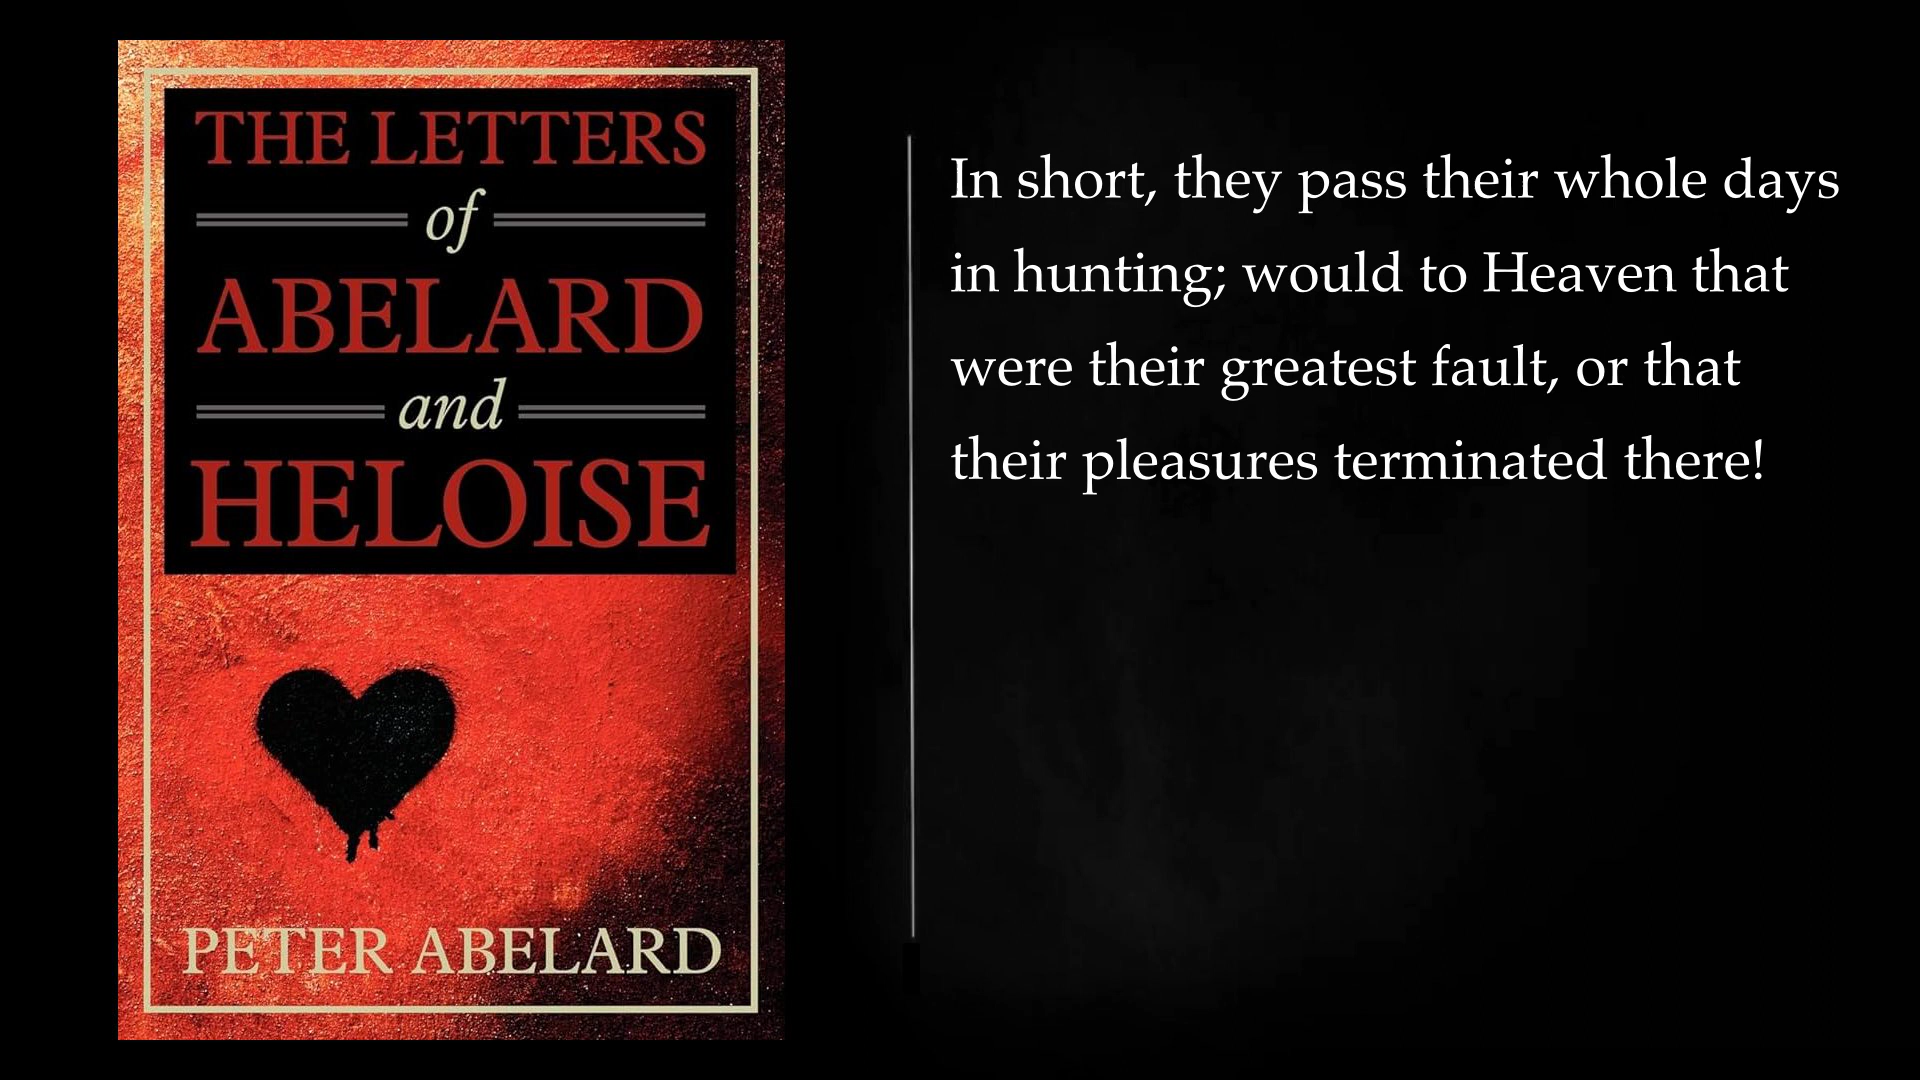 THE LETTERS
of
ABELARD
and
HELOISE
PETER ABELARD
In short, they pass their whole days
in hunting; would to Heaven that
were their greatest fault, or that
their pleasures terminated there!